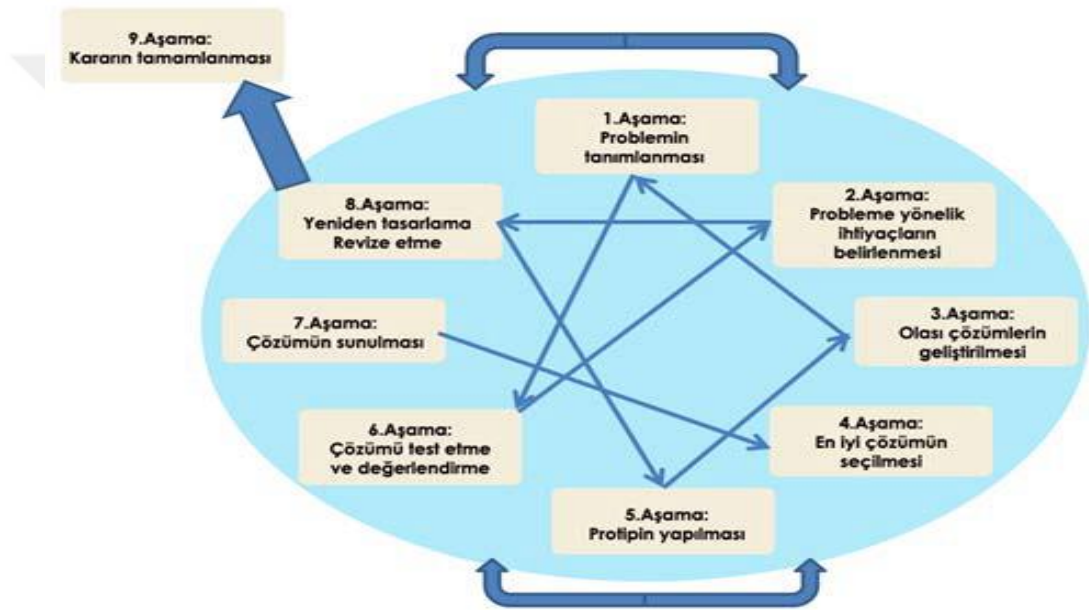 9.Aşama:
Kararın tamamlanması
1.Aşama:
Problemin
tanımlanması
2.Aşama:
Probleme yönelik
ihtiyaçların
belirlenmesi
3.Aşama:
Olası çözümlerin
geliştirilmesi
4.Aşama:
En iyi çözümün
seçilmesi
5.Aşama:
Protipin yapılması
6.Aşama:
Çözümü test etme
ve değerlendirme
7.Aşama:
Çözümün sunulması
8.Aşama:
Yeniden tasarlama
Revize etme